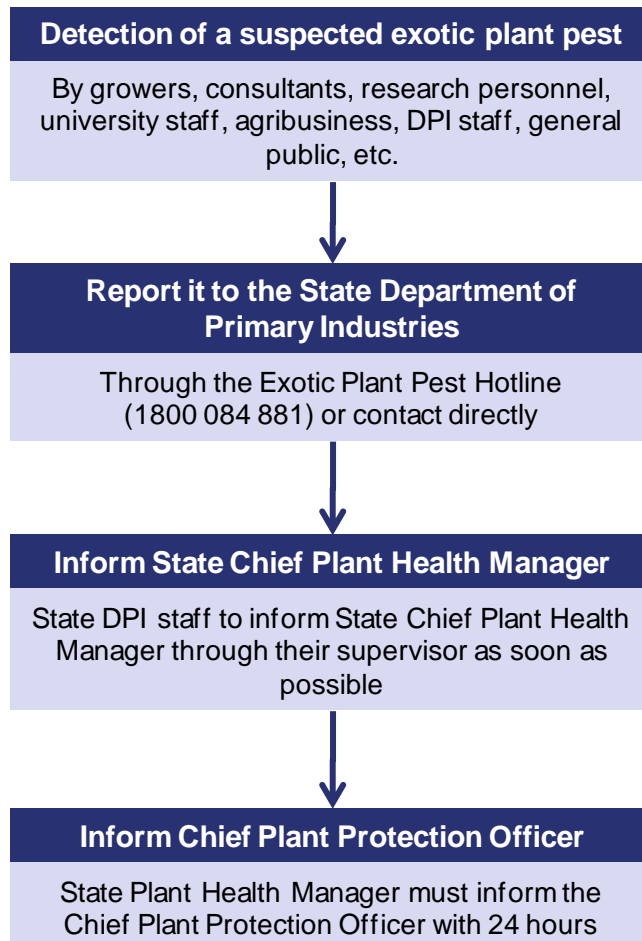 Detection of a suspected exotic plant pest
By growers, consultants, research personnel,
university staff, agribusiness, DPI staff, general
public, etc.
Report it to the State Department of
Primary Industries
Through the Exotic Plant Pest Hotline
(1800 084 881) or contact directly
Inform State Chief Plant Health Manager
State DPI staff to inform State Chief Plant Health
Manager through their supervisor as soon as
possible
Inform Chief Plant Protection Officer
State Plant Health Manager must inform the
Chief Plant Protection Officer with 24 hours